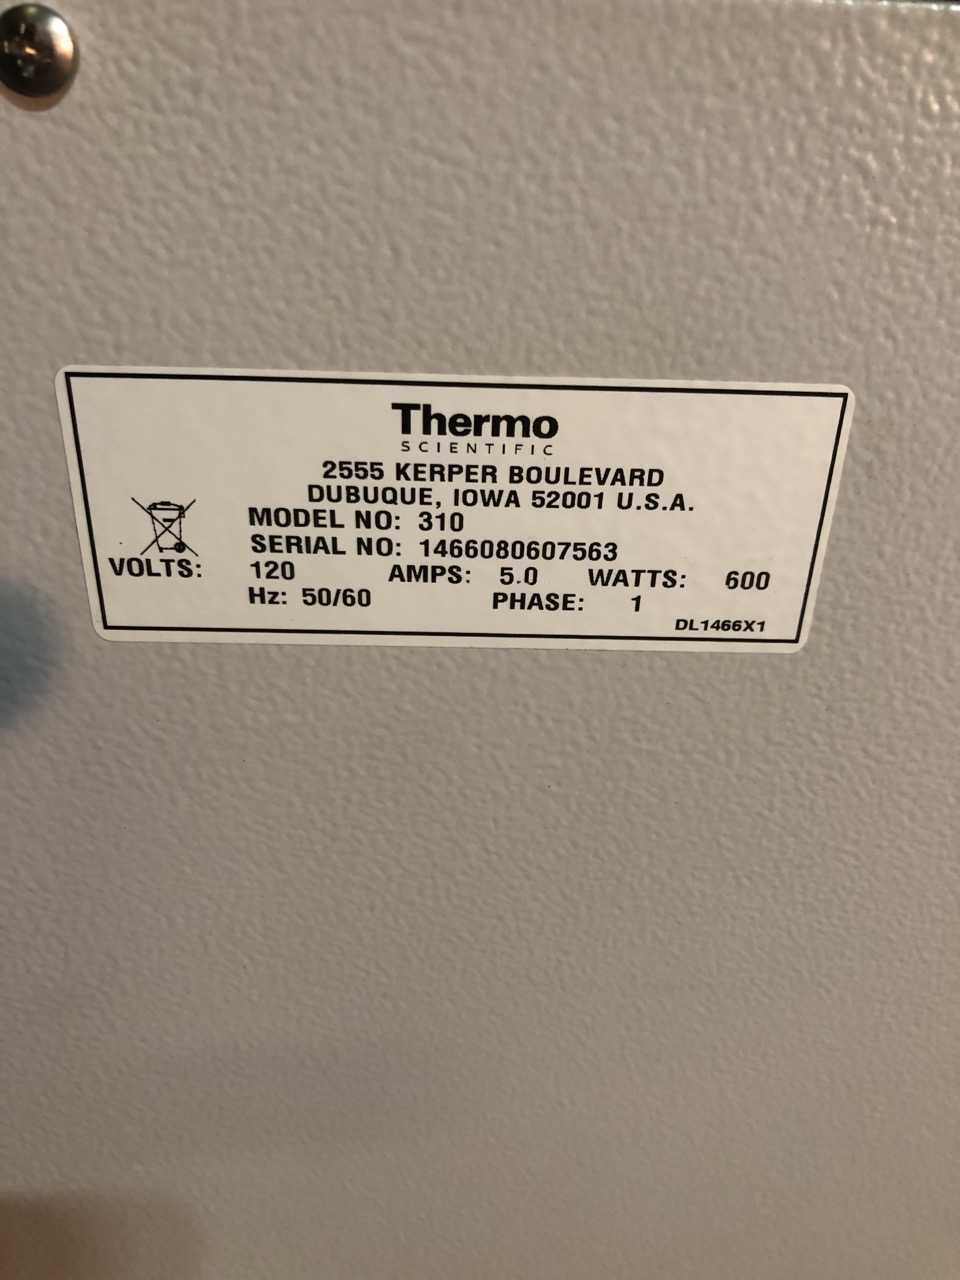 Thermo
SCIENTIFIC
2555 KERPER BOULEVARD
DUBUQUE, IOWA 52001 U.S.A.
MODEL NO: 310
SERIAL NO: 1466080607563
VOLTS: 120 AMPS: 5.0 WATTS: 600
Hz: 50/60 PHASE: 1
DL1466X1